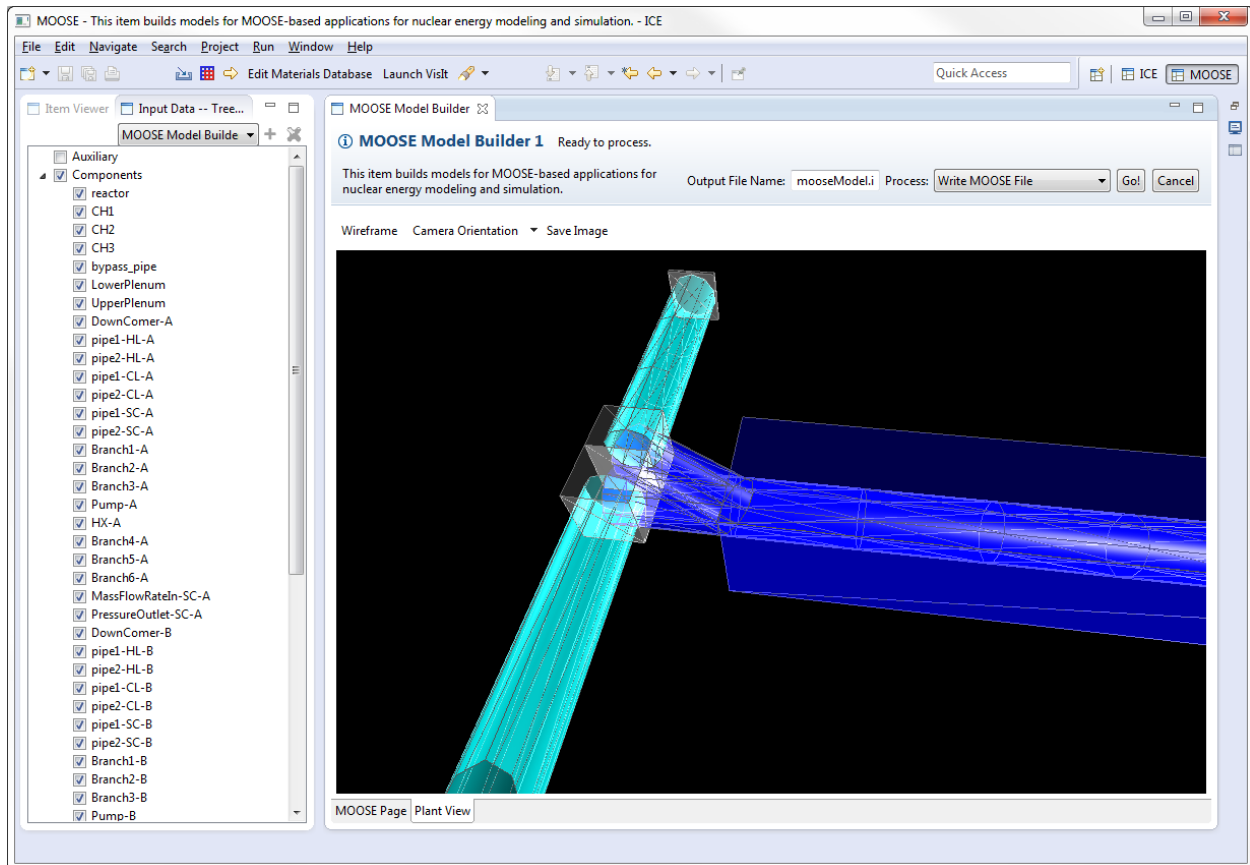 MOOSE - This item builds models for MOOSE-based applications for nuclear energy modeling and simulation. - ICE
File Edit Navigate Search Project Run Window Help
Edit Materials Database Launch VisIt Quick Access ICE MOOSE
Item Viewer Input Data -- Tree...
MOOSE Model Builde
Auxiliary
Components
reactor
CH1
CH2
CH3
bypass_pipe
LowerPlenum
UpperPlenum
DownComer-A
pipe1-HL-A
pipe2-HL-A
pipe1-CL-A
pipe2-CL-A
pipe1-SC-A
pipe2-SC-A
Branch1-A
Branch2-A
Branch3-A
Pump-A
HX-A
Branch4-A
Branch5-A
Branch6-A
MassFlowRateIn-SC-A
PressureOutlet-SC-A
DownComer-B
pipe1-HL-B
pipe2-HL-B
pipe1-CL-B
pipe2-CL-B
pipe1-SC-B
pipe2-SC-B
Branch1-B
Branch2-B
Branch3-B
Pump-B
MOOSE Model Builder
MOOSE Model Builder 1 Ready to process.
This item builds models for MOOSE-based applications for
nuclear energy modeling and simulation.
Output File Name: mooseModel.i Process: Write MOOSE File Go! Cancel
Wireframe Camera Orientation Save Image
MOOSE Page Plant View